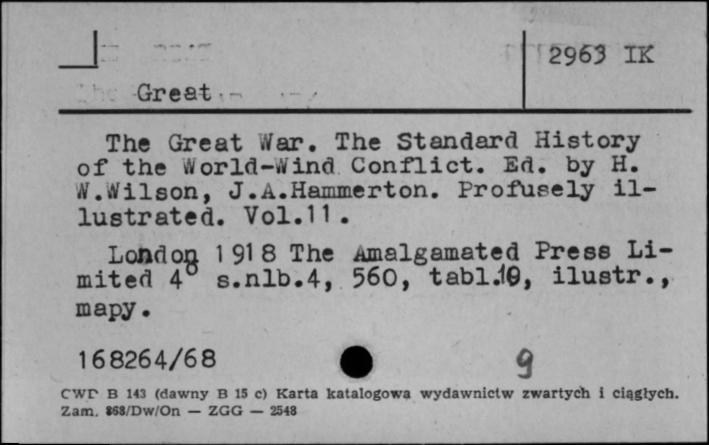 2963 IK
The Great
The Great War. The Standard History
of the World-Wind Conflict. Ed. by H.
W.Wilson, J.A.Hammerton. Profusely il-
lustrated. Vol.11.
London 1918 The Amalgamated Press Li-
mited 4° s.nlb.4, 560, tabl.10, ilustr.,
mapy.
168264/68 9
CWD B 143 (dawny B 15 c) Karta katalogowa wydawnictw zwartych i ciągłych.
Zam. 868/Dw/On — ZGG — 2548